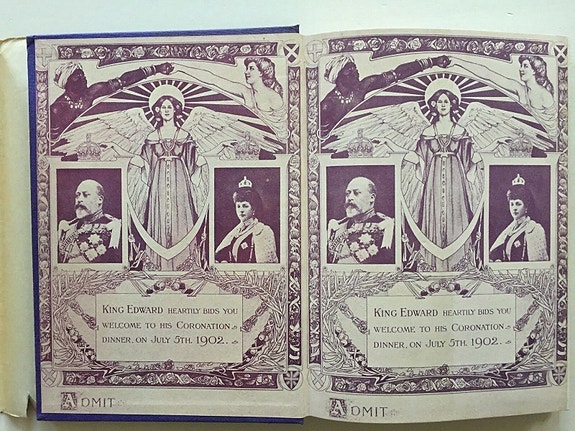 KING EDWARD HEARTILY BIDS YOU
WELCOME TO HIS CORONATION
DINNER, ON JULY 5TH. 1902.
ADMIT
KING EDWARD HEARTILY BIDS YOU
WELCOME TO HIS CORONATION
DINNER, ON JULY 5TH. 1902.
ADMIT